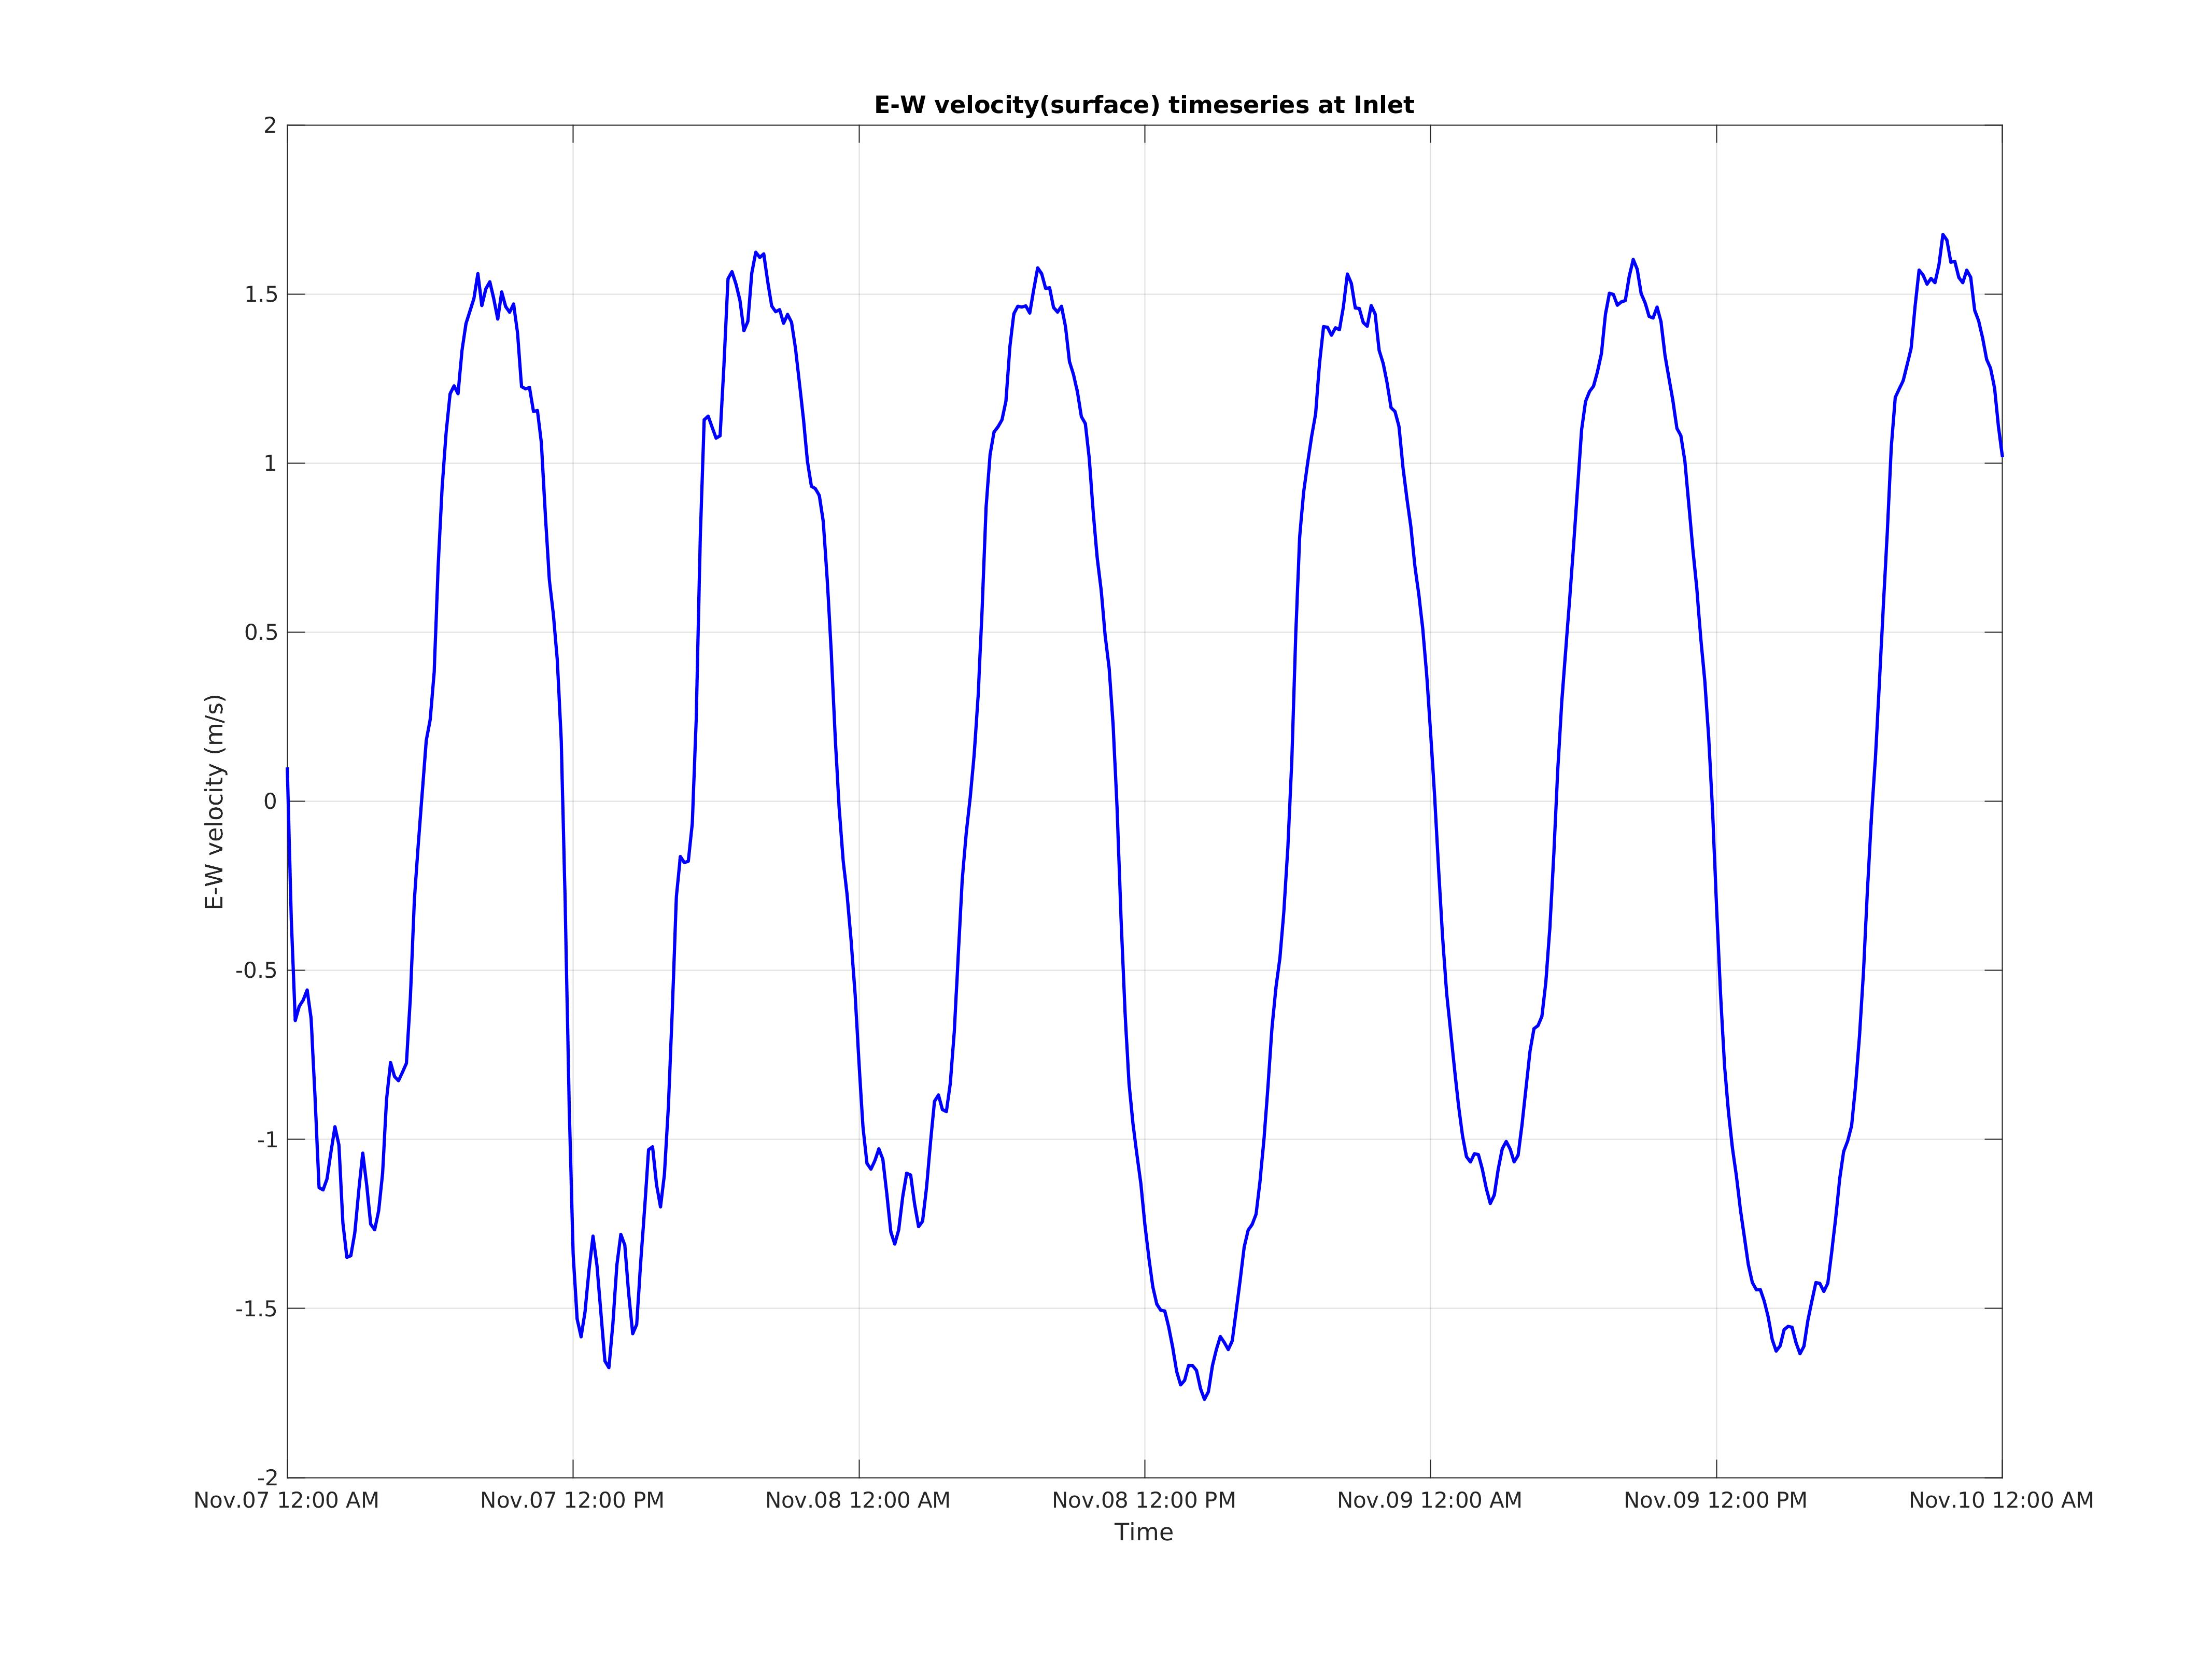 E-W velocity(surface) timeseries at Inlet
2
1.5
1
0.5
0
-0.5
-1
-1.5
-2
E-W velocity (m/s)
Nov.07 12:00 AM Nov.07 12:00 PM Nov.08 12:00 AM Nov.08 12:00 PM Nov.09 12:00 AM Nov.09 12:00 PM Nov.10 12:00 AM
Time